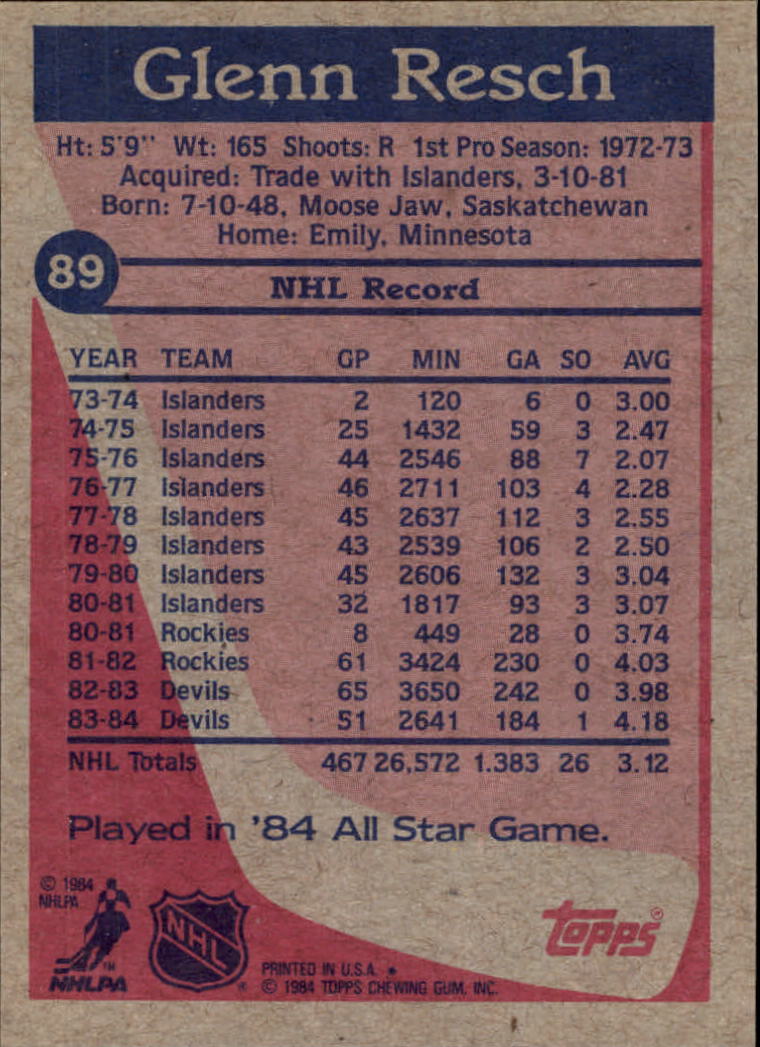 Glenn Resch
Ht: 5'9" Wt: 165 Shoots: R 1st Pro Season: 1972-73
Acquired: Trade with Islanders, 3-10-81
Born: 7-10-48, Moose Jaw, Saskatchewan
Home: Emily, Minnesota
89
NHL Record
YEAR TEAM GP MIN GA SO AVG
73-74 Islanders 2 120 6 0 3.00
74-75 Islanders 25 1432 59 3 2.47
75-76 Islanders 44 2546 88 7 2.07
76-77 Islanders 46 2711 103 4 2.28
77-78 Islanders 45 2637 112 3 2.55
78-79 Islanders 43 2539 106 2 2.50
79-80 Islanders 45 2606 132 3 3.04
80-81 Islanders 32 1817 93 3 3.07
80-81 Rockies 8 449 28 0 3.74
81-82 Rockies 61 3424 230 0 4.03
82-83 Devils 65 3650 242 0 3.98
83-84 Devils 51 2641 184 1 4.18
NHL Totals 467 26,572 1.383 26 3.12
Played in '84 All Star Game.
© 1984
NHLPA
TM
NHLPA
NHL
®
topps®
PRINTED IN U.S.A. *
© 1984 TOPPS CHEWING GUM, INC.